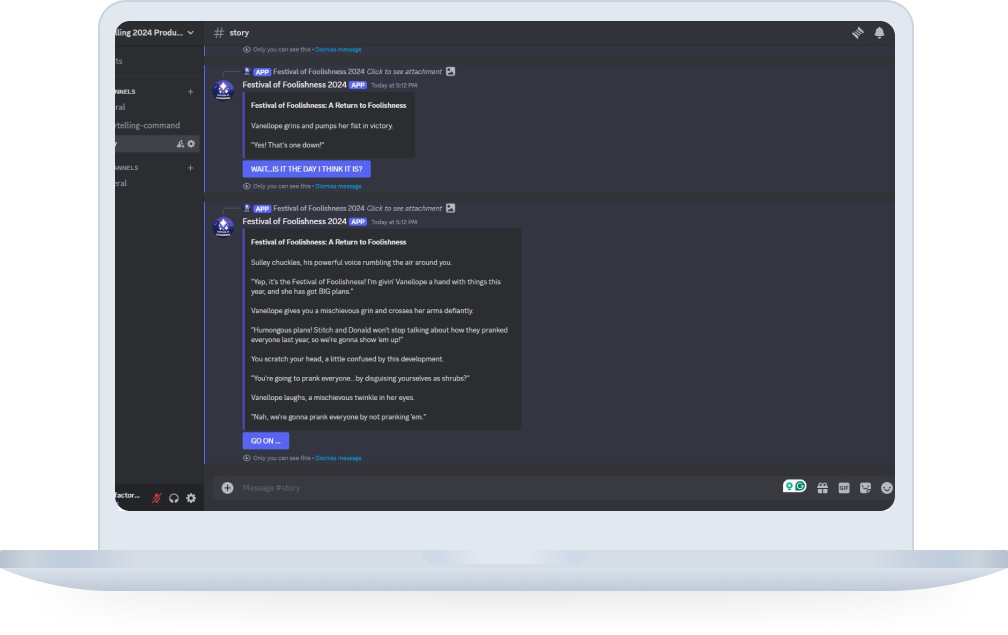 lling 2024 Produ...
# story
ts
Only you can see this • Dismiss message
NNELS
ral
ytelling-command
y
ANNELS
eral
APP Festival of Foolishness 2024 Click to see attachment
Festival of Foolishness 2024 APP Today at 5:12 PM
Festival of Foolishness: A Return to Foolishness
Vanellope grins and pumps her fist in victory.
"Yes! That's one down!"
WAIT...IS IT THE DAY I THINK IT IS?
Only you can see this • Dismiss message
APP Festival of Foolishness 2024 Click to see attachment
Festival of Foolishness 2024 APP Today at 5:12 PM
Festival of Foolishness: A Return to Foolishness
Sulley chuckles, his powerful voice rumbling the air around you.
"Yep, it's the Festival of Foolishness! I'm givin' Vanellope a hand with things this
year, and she has got BIG plans."
Vanellope gives you a mischievous grin and crosses her arms defiantly.
"Humongous plans! Stitch and Donald won't stop talking about how they pranked
everyone last year, so we're gonna show 'em up!"
You scratch your head, a little confused by this development.
"You're going to prank everyone...by disguising yourselves as shrubs?"
Vanellope laughs, a mischievous twinkle in her eyes.
"Nah, we're gonna prank everyone by not pranking 'em."
GO ON ...
Only you can see this • Dismiss message
factor...
Message #story
GIF